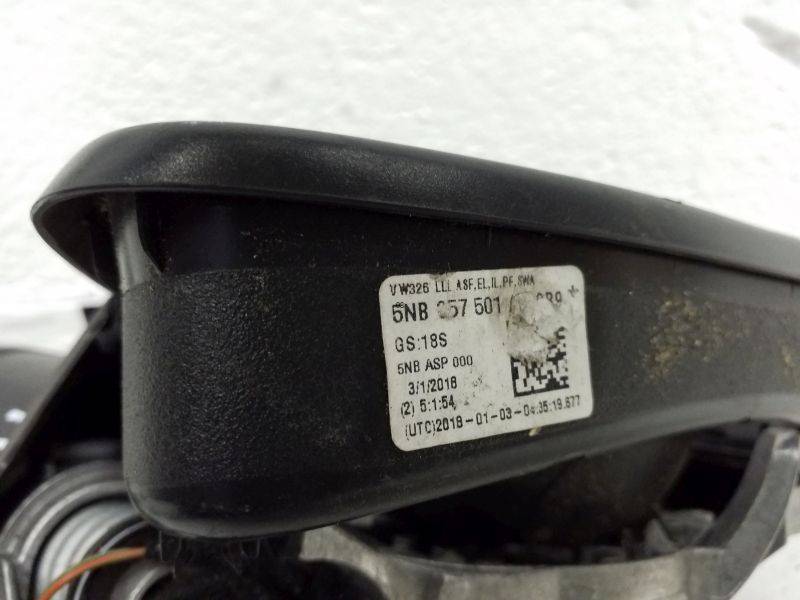 VW326 LLL,ASF,EL,IL,PF,SWA
5NB 857 501
GS:18S
5NB ASP 000
3/1/2018
(2) 5:1:54
(UTC)2018-01-03-04:35:19.677